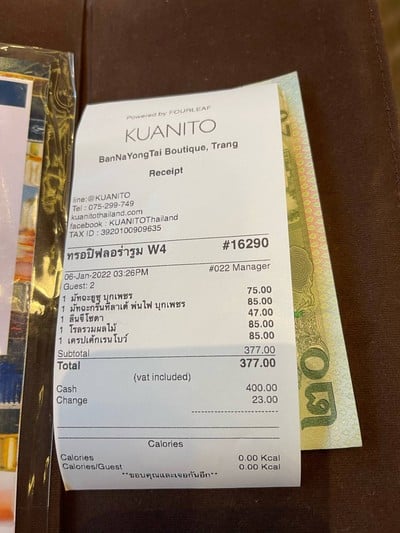 Powered by FOURLEAF
KUANITO
BanNaYongTai Boutique, Trang
Receipt
line:@KUANITO
Tel : 075-299-749
kuanitothailand.com
facebook : KUANITOThailand
TAX ID : 3920100909635
ทรอปิฟลอร่ารูม W4 #16290
06-Jan-2022 03:26PM #022 Manager
Guest: 2
1 มัทฉะยูซุ บุกเพชร 75.00
1 มัทฉะกรีนทีลาเต้ พ่นไฟ บุกเพชร 85.00
1 ลิ้นจี่โซดา 47.00
1 โรลรวมผลไม้ 85.00
1 เครปเค้กเรนโบว์ 85.00
Subtotal 377.00
Total 377.00
(vat included)
Cash 400.00
Change 23.00
Calories
Calories 0.00 Kcal
Calories/Guest 0.00 Kcal
**ขอบคุณและเจอกันอีก**
๒๐